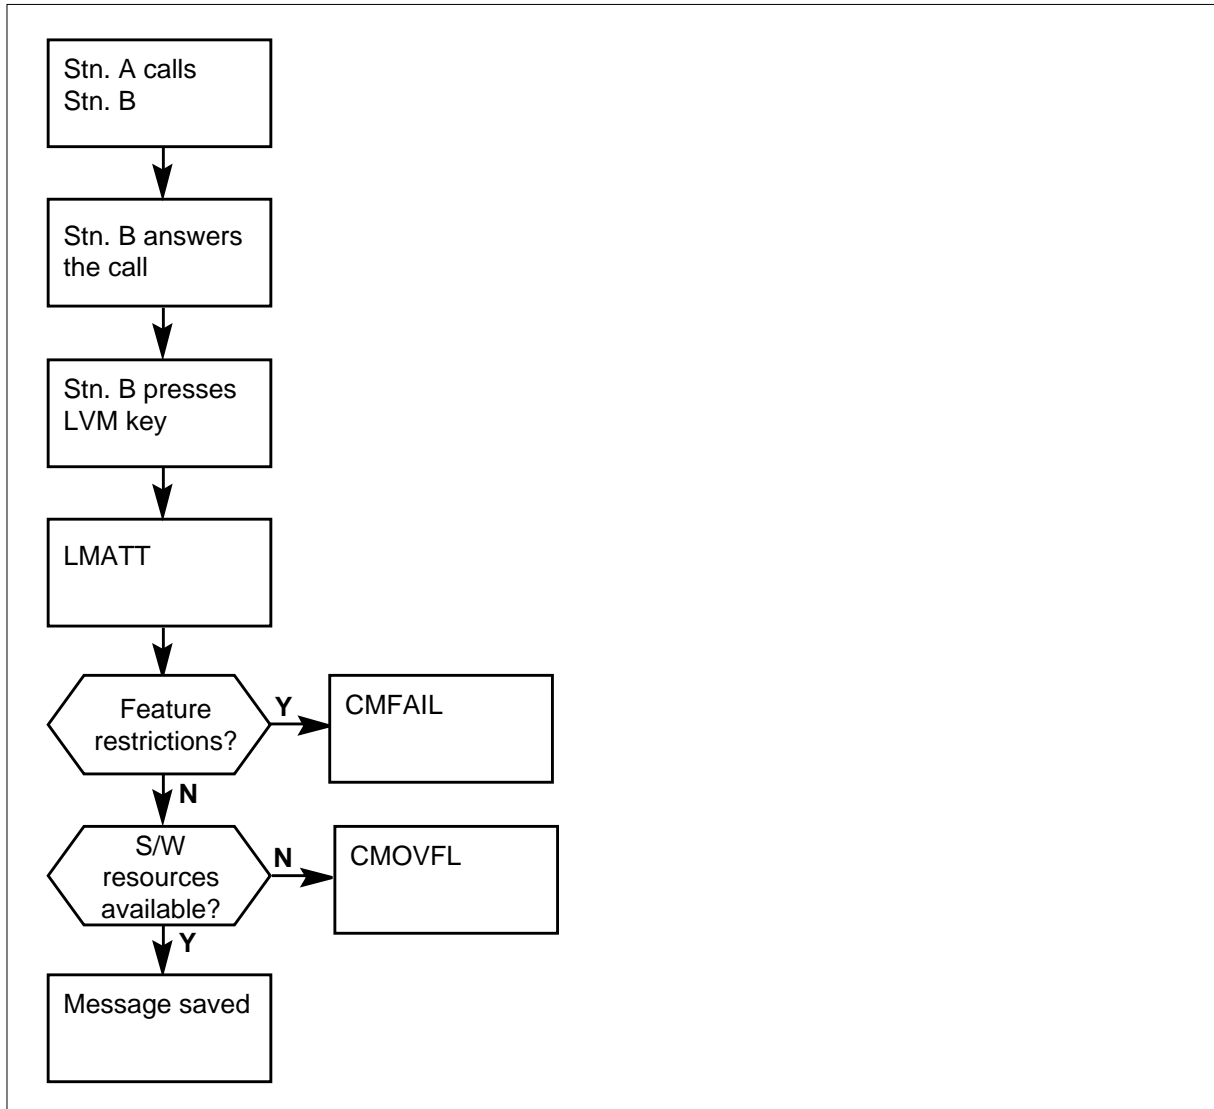 Stn. A calls
Stn. B
Stn. B answers
the call
Stn. B presses
LVM key
LMATT
Feature
restrictions?
Y
CMFAIL
N
S/W
resources
available?
N
CMOVFL
Y
Message saved